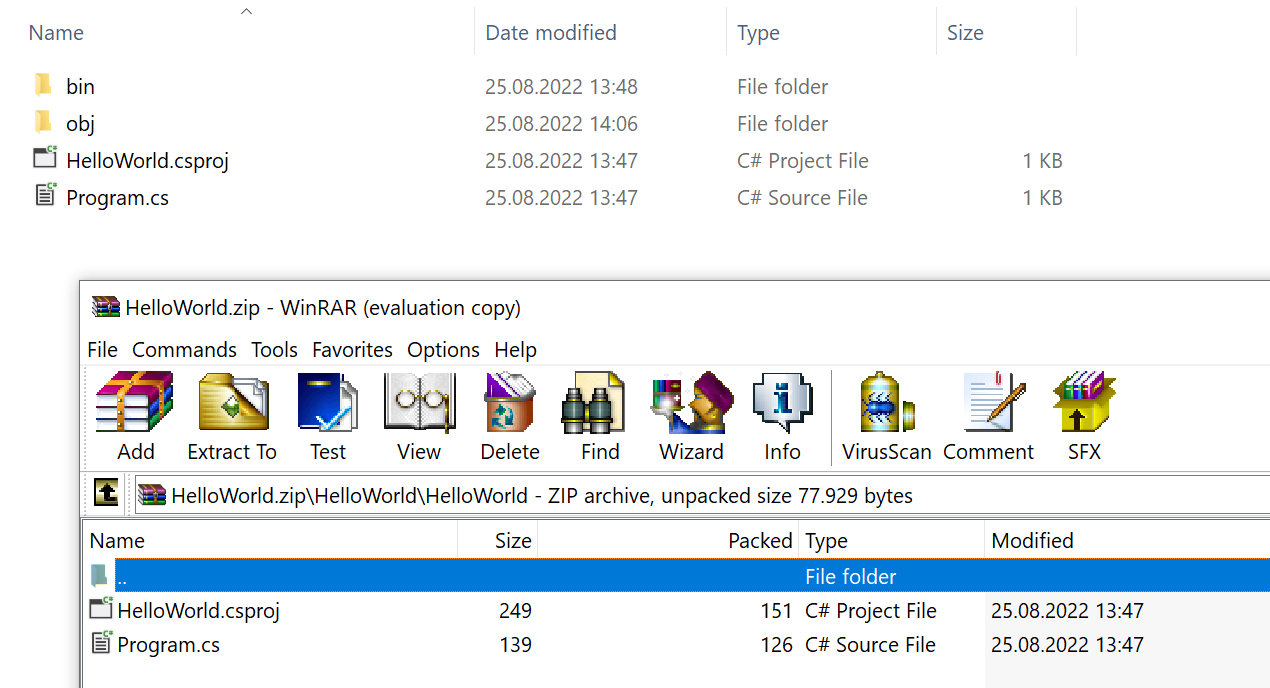 Name Date modified Type Size
bin 25.08.2022 13:48 File folder
obj 25.08.2022 14:06 File folder
HelloWorld.csproj 25.08.2022 13:47 C# Project File 1 KB
Program.cs 25.08.2022 13:47 C# Source File 1 KB
HelloWorld.zip - WinRAR (evaluation copy)
File Commands Tools Favorites Options Help
Add Extract To Test View Delete Find Wizard Info VirusScan Comment SFX
HelloWorld.zip\HelloWorld\HelloWorld - ZIP archive, unpacked size 77.929 bytes
Name Size Packed Type Modified
.. File folder
HelloWorld.csproj 249 151 C# Project File 25.08.2022 13:47
Program.cs 139 126 C# Source File 25.08.2022 13:47